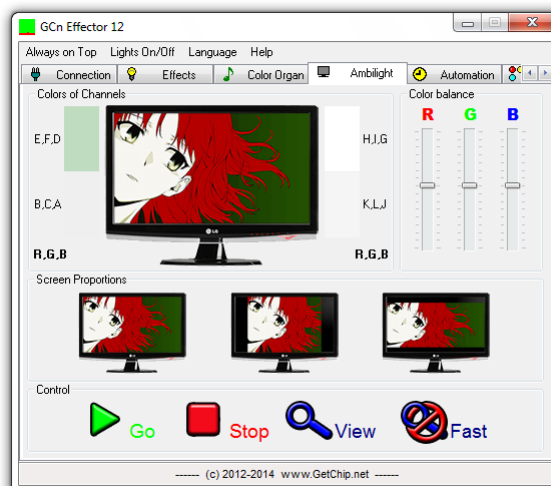 GCn Effector 12
Always on Top Lights On/Off Language Help
Connection Effects Color Organ Ambilight Automation
Colors of Channels
Color balance
R G B
E,F,D
H,I,G
B,C,A
K,L,J
LG
R,G,B
R,G,B
Screen Proportions
Control
Go Stop View Fast
------ (c) 2012-2014 www.GetChip.net ------